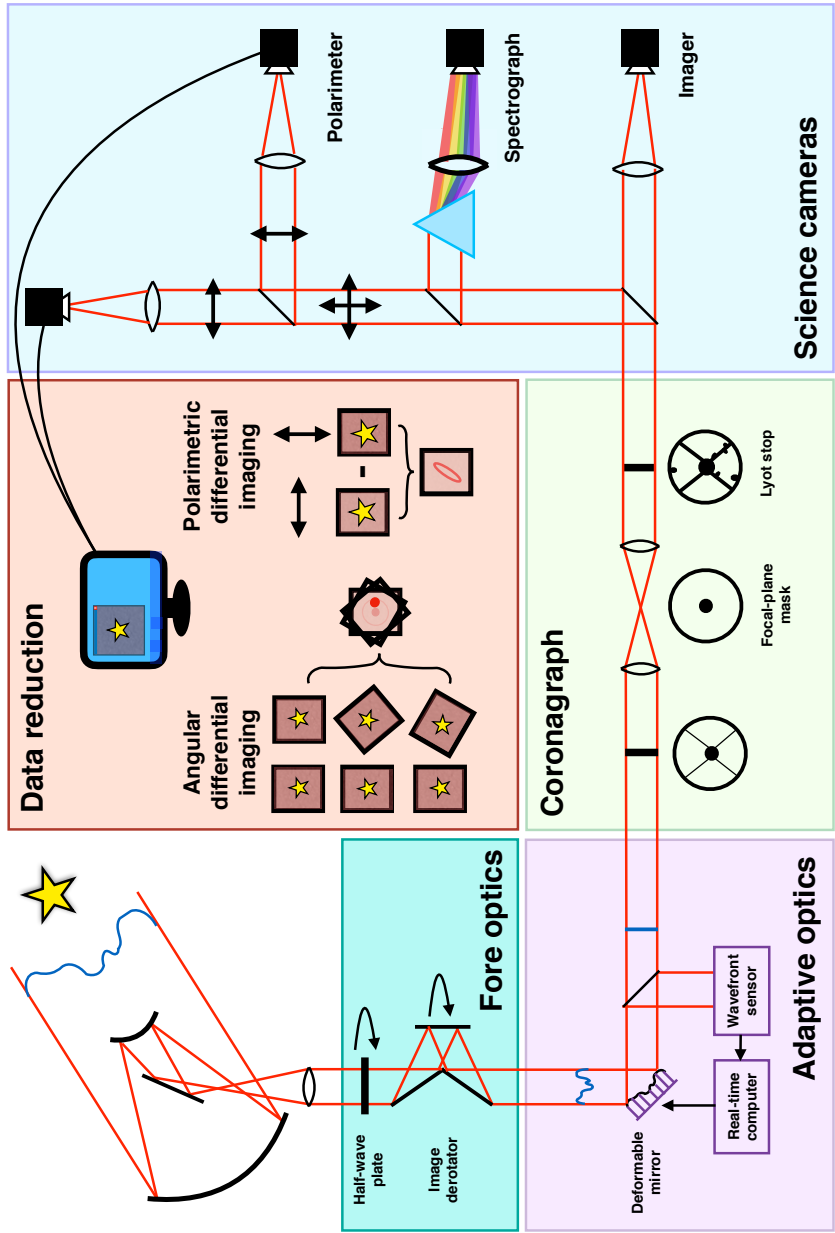 Fore optics
Half-wave
plate
Image
derotator
Adaptive optics
Deformable
mirror
Real-time
computer
Wavefront
sensor
Data reduction
Angular
differential
imaging
Polarimetric
differential
imaging
-
Coronagraph
Focal-plane
mask
Lyot stop
Science cameras
Polarimeter
Spectrograph
Imager